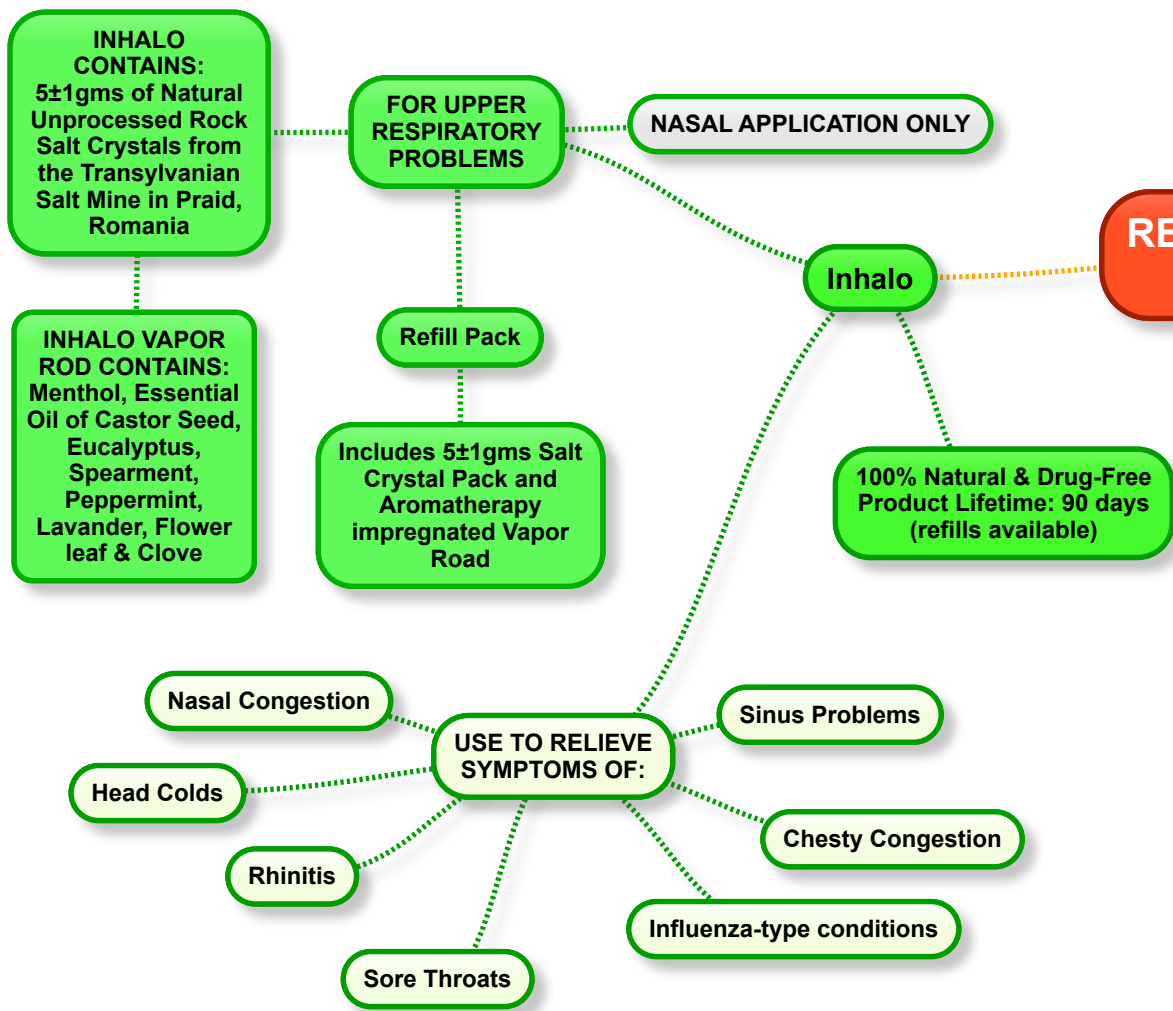 INHALO
CONTAINS:
5±1gms of Natural
Unprocessed Rock
Salt Crystals from
the Transylvanian
Salt Mine in Praid,
Romania
FOR UPPER
RESPIRATORY
PROBLEMS
NASAL APPLICATION ONLY
RE
Inhalo
INHALO VAPOR
ROD CONTAINS:
Menthol, Essential
Oil of Castor Seed,
Eucalyptus,
Spearment,
Peppermint,
Lavander, Flower
leaf & Clove
Refill Pack
Includes 5±1gms Salt
Crystal Pack and
Aromatherapy
impregnated Vapor
Road
100% Natural & Drug-Free
Product Lifetime: 90 days
(refills available)
USE TO RELIEVE
SYMPTOMS OF:
Nasal Congestion
Head Colds
Rhinitis
Sore Throats
Sinus Problems
Chesty Congestion
Influenza-type conditions